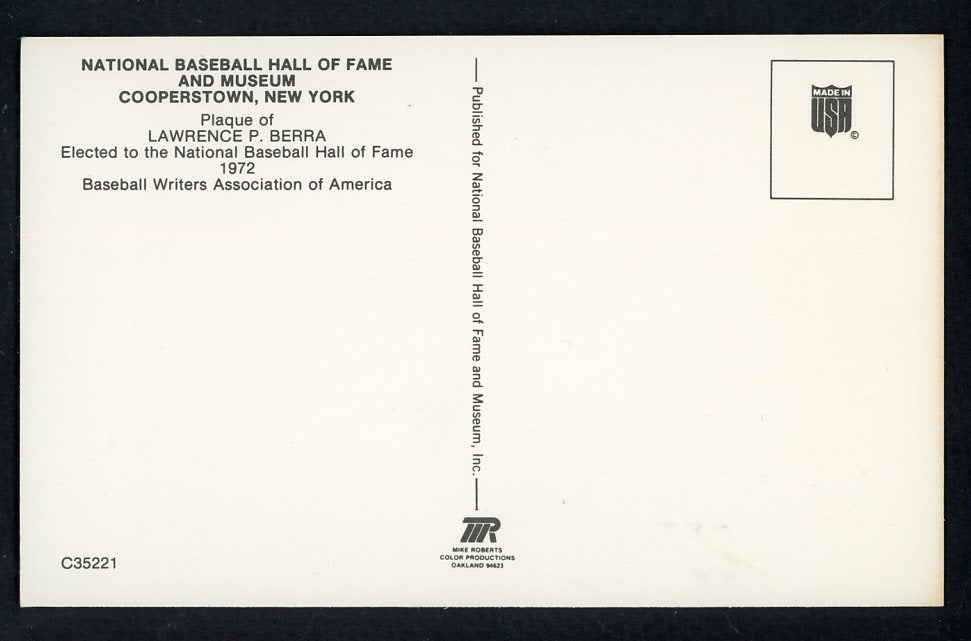 NATIONAL BASEBALL HALL OF FAME
AND MUSEUM
COOPERSTOWN, NEW YORK
Plaque of
LAWRENCE P. BERRA
Elected to the National Baseball Hall of Fame
1972
Baseball Writers Association of America
C35221
Published for National Baseball Hall of Fame and Museum, Inc.
MIKE ROBERTS
COLOR PRODUCTIONS
OAKLAND 94623
MADE IN
USA
©